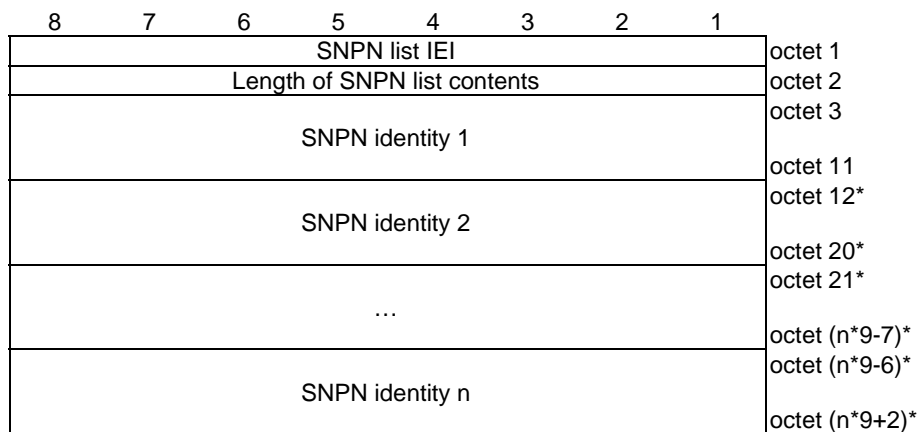 8 7 6 5 4 3 2 1
SNPN list IEI octet 1
Length of SNPN list contents octet 2
octet 3
SNPN identity 1
octet 11
octet 12*
SNPN identity 2
octet 20*
octet 21*
…
octet (n*9-7)*
octet (n*9-6)*
SNPN identity n
octet (n*9+2)*